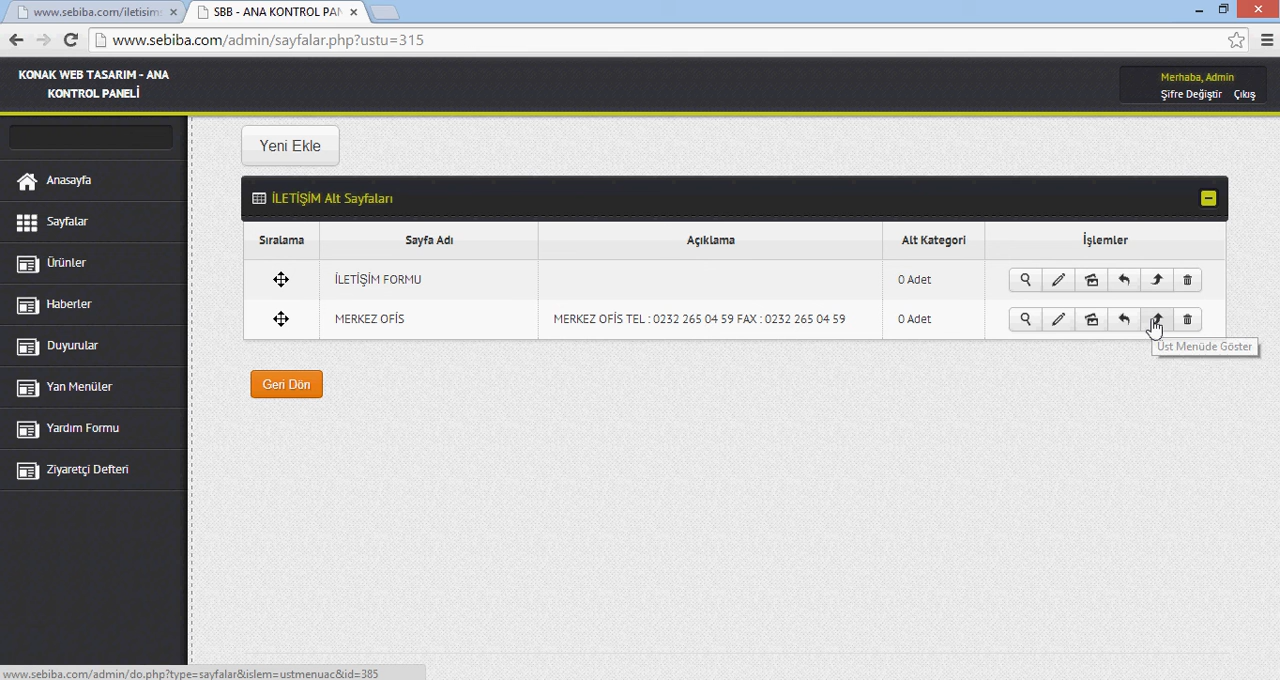 www.sebiba.com/iletisim
SBB - ANA KONTROL PAN
www.sebiba.com/admin/sayfalar.php?ustu=315
KONAK WEB TASARIM - ANA
KONTROL PANELİ
Merhaba, Admin
Şifre Değiştir Çıkış
Anasayfa
Sayfalar
Ürünler
Haberler
Duyurular
Yan Menüler
Yardım Formu
Ziyaretçi Defteri
Yeni Ekle
İLETİŞİM Alt Sayfaları
Sıralama Sayfa Adı Açıklama Alt Kategori İşlemler
İLETİŞİM FORMU 0 Adet
MERKEZ OFİS MERKEZ OFİS TEL : 0232 265 04 59 FAX : 0232 265 04 59 0 Adet
Üst Menüde Göster
Geri Dön
www.sebiba.com/admin/do.php?type=sayfalar&islem=ustmenuac&id=385